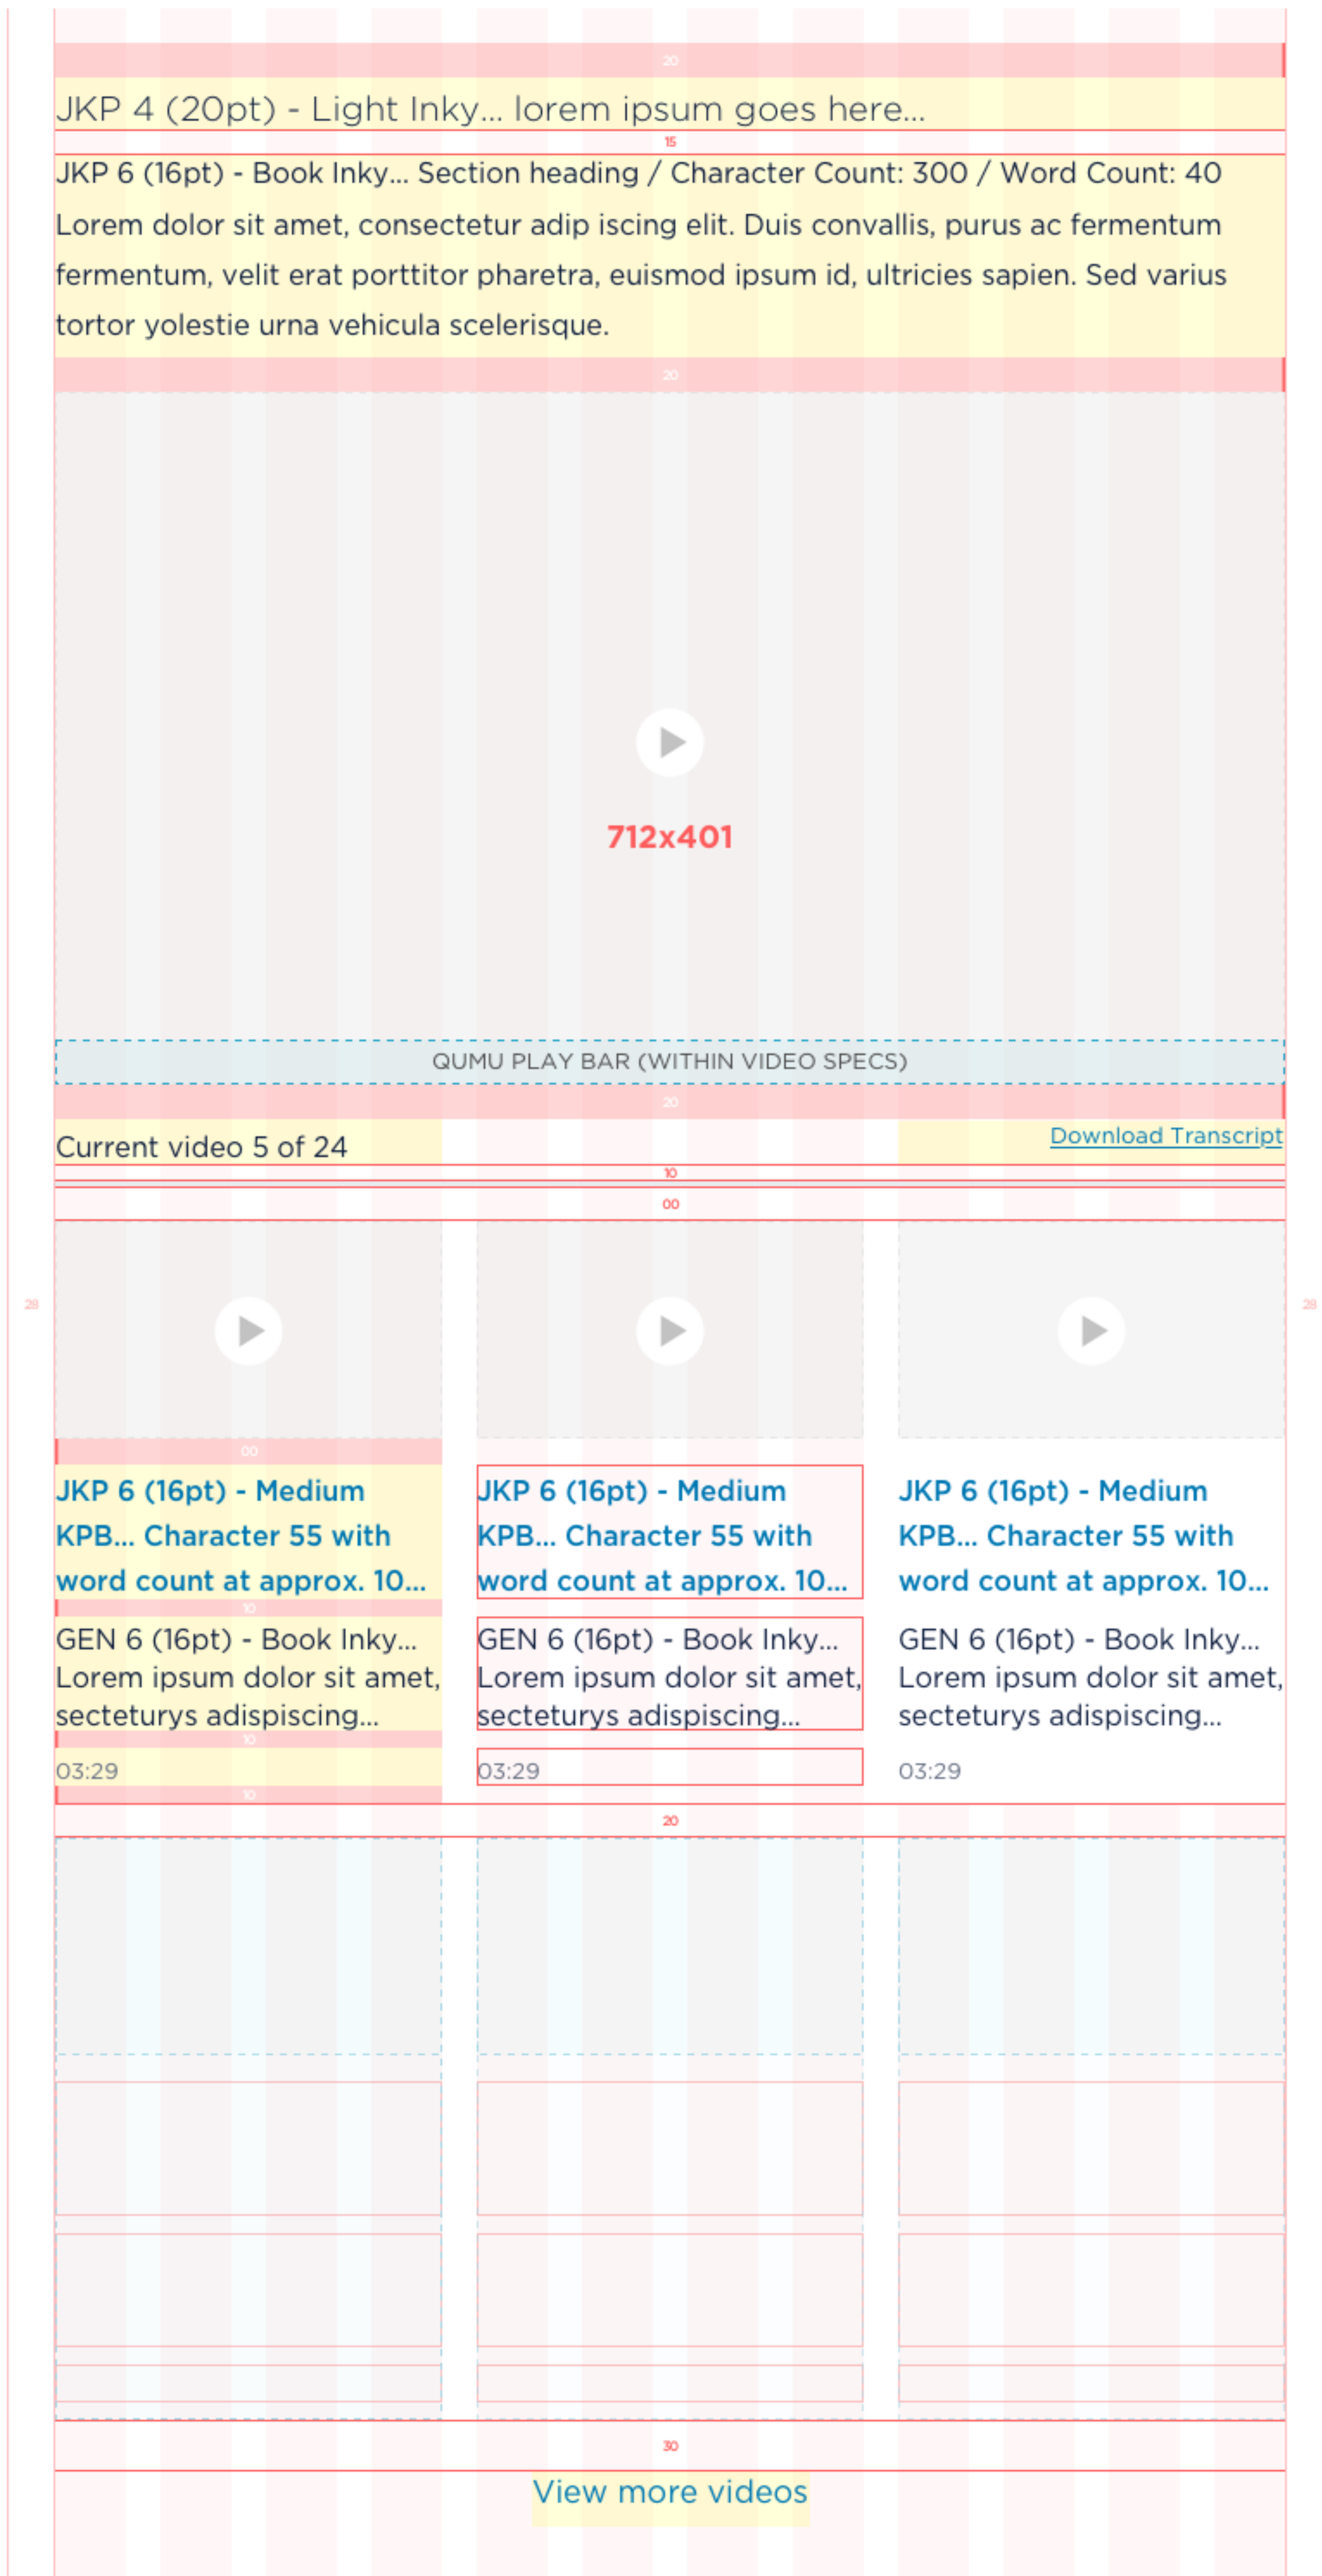 20
JKP 4 (20pt) - Light Inky... lorem ipsum goes here...
15
JKP 6 (16pt) - Book Inky... Section heading / Character Count: 300 / Word Count: 40
Lorem dolor sit amet, consectetur adip iscing elit. Duis convallis, purus ac fermentum
fermentum, velit erat porttitor pharetra, euismod ipsum id, ultricies sapien. Sed varius
tortor yolestie urna vehicula scelerisque.
20
712x401
QUMU PLAY BAR (WITHIN VIDEO SPECS)
20
Current video 5 of 24
Download Transcript
10
00
28
28
00
JKP 6 (16pt) - Medium
KPB... Character 55 with
word count at approx. 10...
10
GEN 6 (16pt) - Book Inky...
Lorem ipsum dolor sit amet,
secteturys adispiscing...
10
03:29
10
JKP 6 (16pt) - Medium
KPB... Character 55 with
word count at approx. 10...
GEN 6 (16pt) - Book Inky...
Lorem ipsum dolor sit amet,
secteturys adispiscing...
03:29
JKP 6 (16pt) - Medium
KPB... Character 55 with
word count at approx. 10...
GEN 6 (16pt) - Book Inky...
Lorem ipsum dolor sit amet,
secteturys adispiscing...
03:29
20
30
View more videos